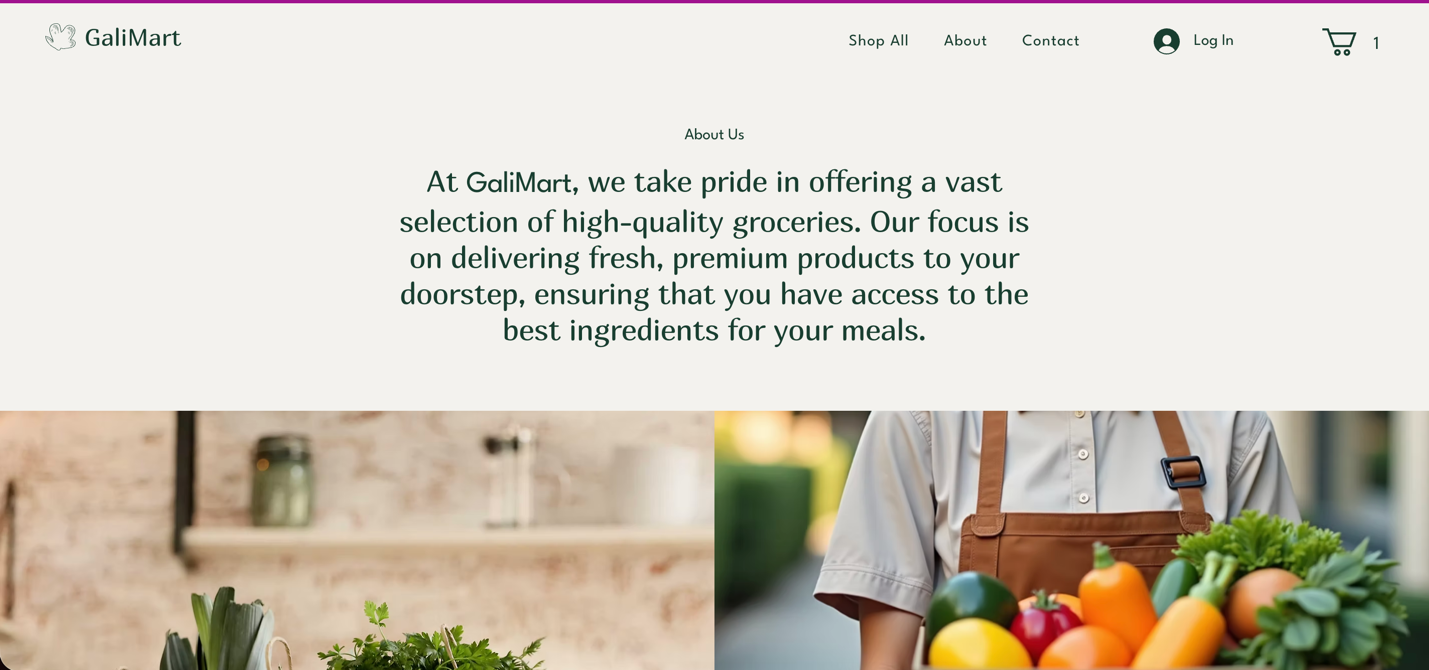 GaliMart
Shop All
About
Contact
Log In
1
About Us
At GaliMart, we take pride in offering a vast
selection of high-quality groceries. Our focus is
on delivering fresh, premium products to your
doorstep, ensuring that you have access to the
best ingredients for your meals.